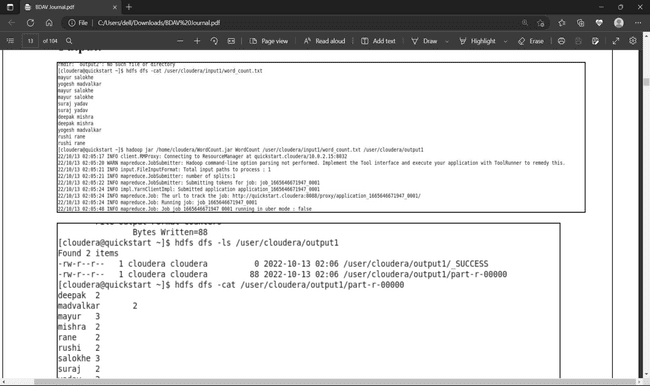 BDAV Journal.pdf
File
C:/Users/dell/Downloads/BDAV%20Journal.pdf
13 of 104
Page view
Read aloud
Add text
Draw
Highlight
Erase
rmdir: `output2': No such file or directory
[cloudera@quickstart ~]$ hdfs dfs -cat /user/cloudera/input1/word_count.txt
mayur salokhe
yogesh madvalkar
mayur salokhe
mayur salokhe
suraj yadav
suraj yadav
deepak mishra
deepak mishra
yogesh madvalkar
rushi rane
rushi rane
[cloudera@quickstart ~]$ hadoop jar /home/cloudera/WordCount.jar WordCount /user/cloudera/input1/word_count.txt /user/cloudera/output1
22/10/13 02:05:17 INFO client.RMProxy: Connecting to ResourceManager at quickstart.cloudera/10.0.2.15:8032
22/10/13 02:05:20 WARN mapreduce.JobSubmitter: Hadoop command-line option parsing not performed. Implement the Tool interface and execute your application with ToolRunner to remedy this.
22/10/13 02:05:21 INFO input.FileInputFormat: Total input paths to process : 1
22/10/13 02:05:21 INFO mapreduce.JobSubmitter: number of splits:1
22/10/13 02:05:22 INFO mapreduce.JobSubmitter: Submitting tokens for job: job_1665646671947_0001
22/10/13 02:05:24 INFO impl.YarnClientImpl: Submitted application application_1665646671947_0001
22/10/13 02:05:24 INFO mapreduce.Job: The url to track the job: http://quickstart.cloudera:8088/proxy/application_1665646671947_0001/
22/10/13 02:05:24 INFO mapreduce.Job: Running job: job_1665646671947_0001
22/10/13 02:05:46 INFO mapreduce.Job: Job job_1665646671947_0001 running in uber mode : false
Bytes Written=88
[cloudera@quickstart ~]$ hdfs dfs -ls /user/cloudera/output1
Found 2 items
-rw-r--r-- 1 cloudera cloudera 0 2022-10-13 02:06 /user/cloudera/output1/_SUCCESS
-rw-r--r-- 1 cloudera cloudera 88 2022-10-13 02:06 /user/cloudera/output1/part-r-00000
[cloudera@quickstart ~]$ hdfs dfs -cat /user/cloudera/output1/part-r-00000
deepak 2
madvalkar 2
mayur 3
mishra 2
rane 2
rushi 2
salokhe 3
suraj 2